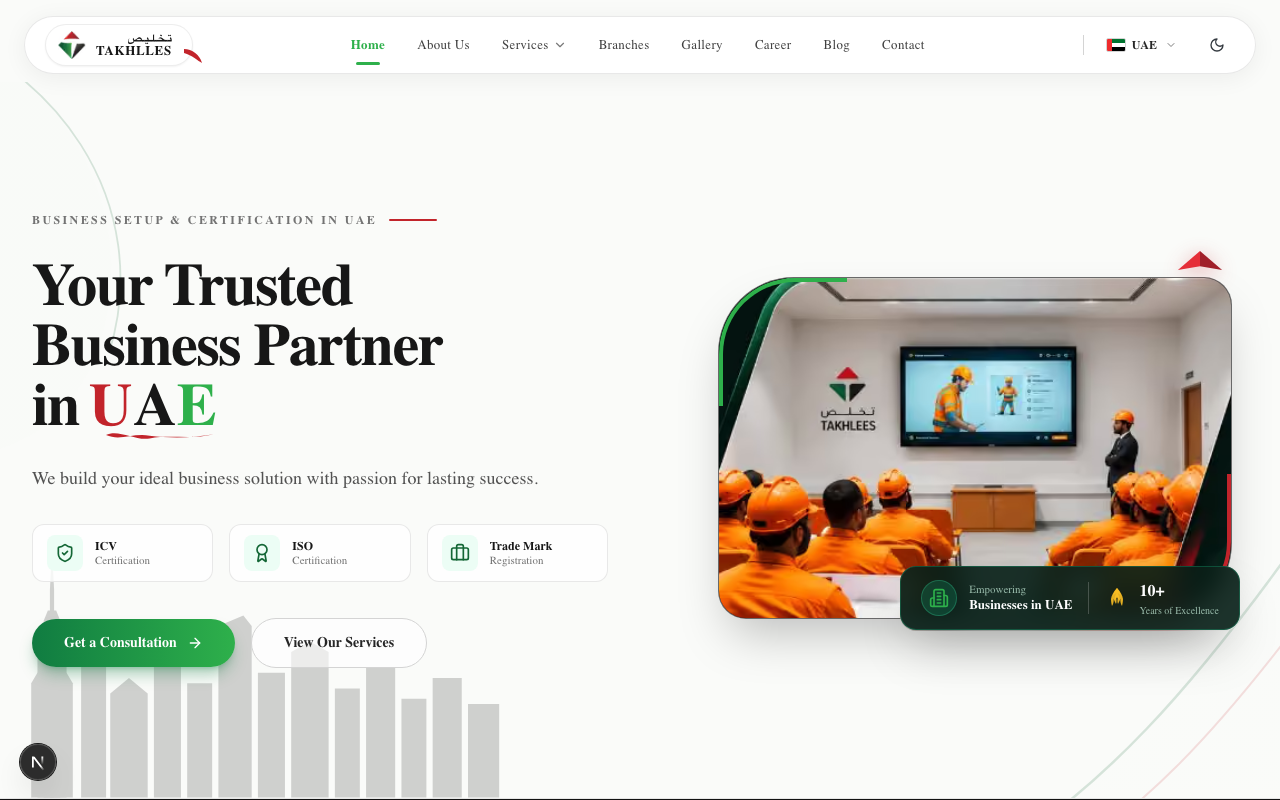 تخليص
TAKHLLES
Home
About Us
Services
Branches
Gallery
Career
Blog
Contact
UAE
BUSINESS SETUP & CERTIFICATION IN UAE
Your Trusted
Business Partner
in UAE
We build your ideal business solution with passion for lasting success.
ICV
Certification
ISO
Certification
Trade Mark
Registration
Get a Consultation
View Our Services
تخلص
TAKHLEES
Empowering
Businesses in UAE
10+
Years of Excellence
N